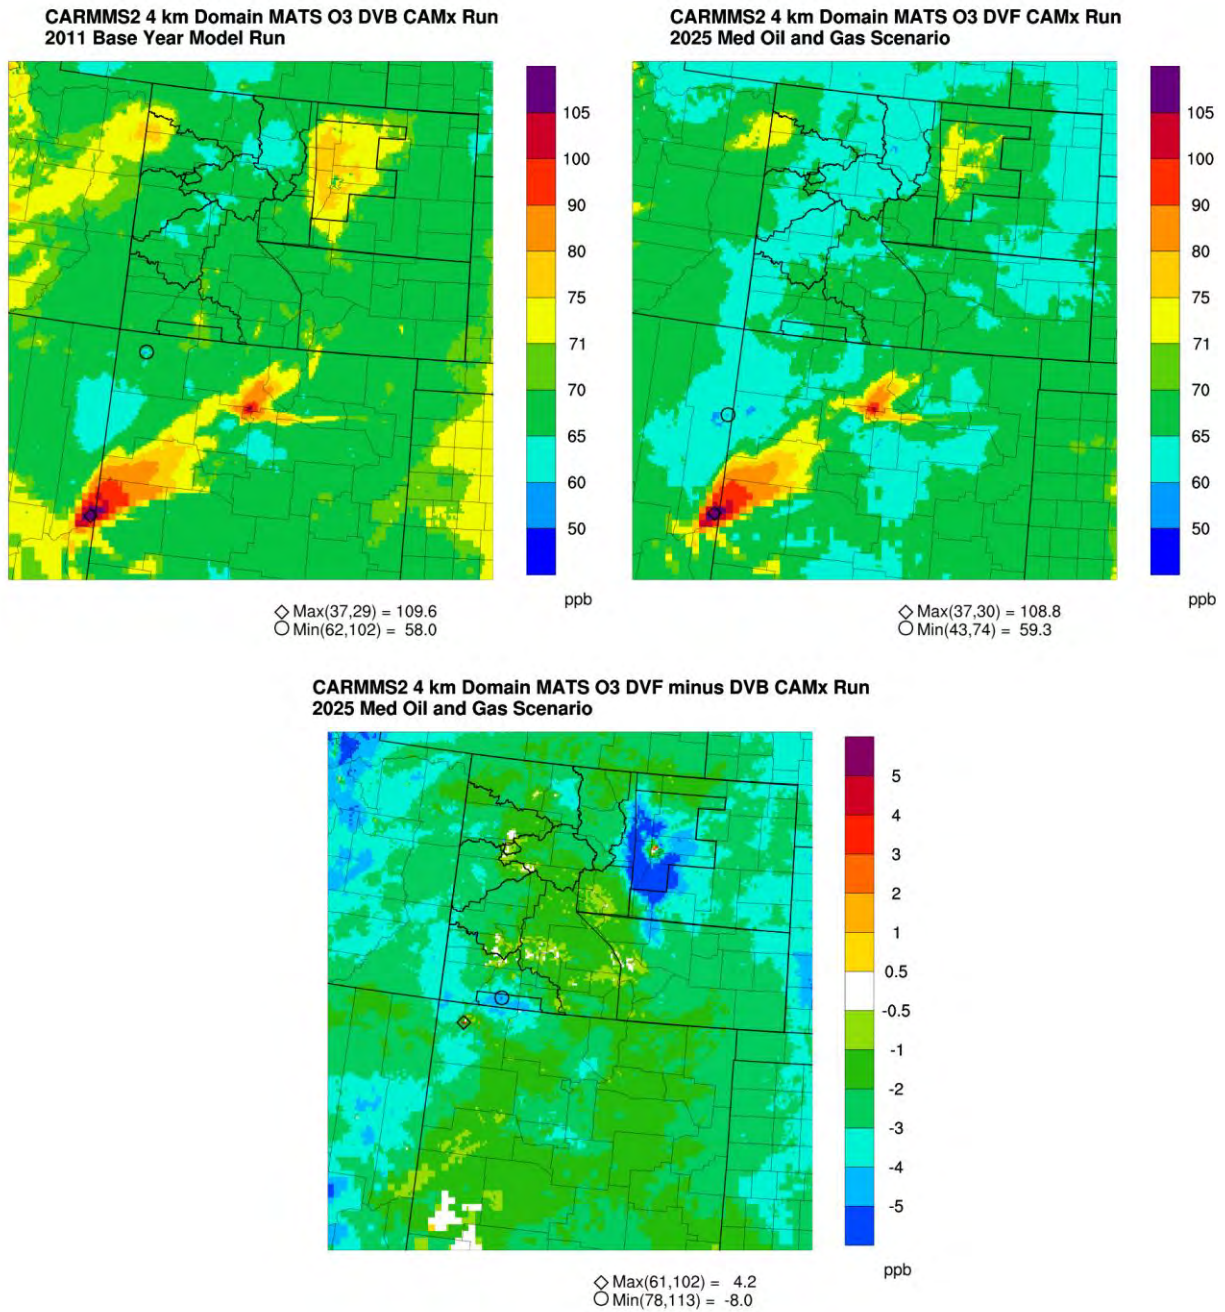 CARMMS2 4 km Domain MATS O3 DVB CAMx Run
2011 Base Year Model Run
105
100
90
80
75
71
70
65
60
50
ppb
Max(37,29) = 109.6
Min(62,102) = 58.0
CARMMS2 4 km Domain MATS O3 DVF CAMx Run
2025 Med Oil and Gas Scenario
105
100
90
80
75
71
70
65
60
50
ppb
Max(37,30) = 108.8
Min(43,74) = 59.3
CARMMS2 4 km Domain MATS O3 DVF minus DVB CAMx Run
2025 Med Oil and Gas Scenario
5
4
3
2
1
0.5
-0.5
-1
-2
-3
-4
-5
ppb
Max(61,102) = 4.2
Min(78,113) = -8.0